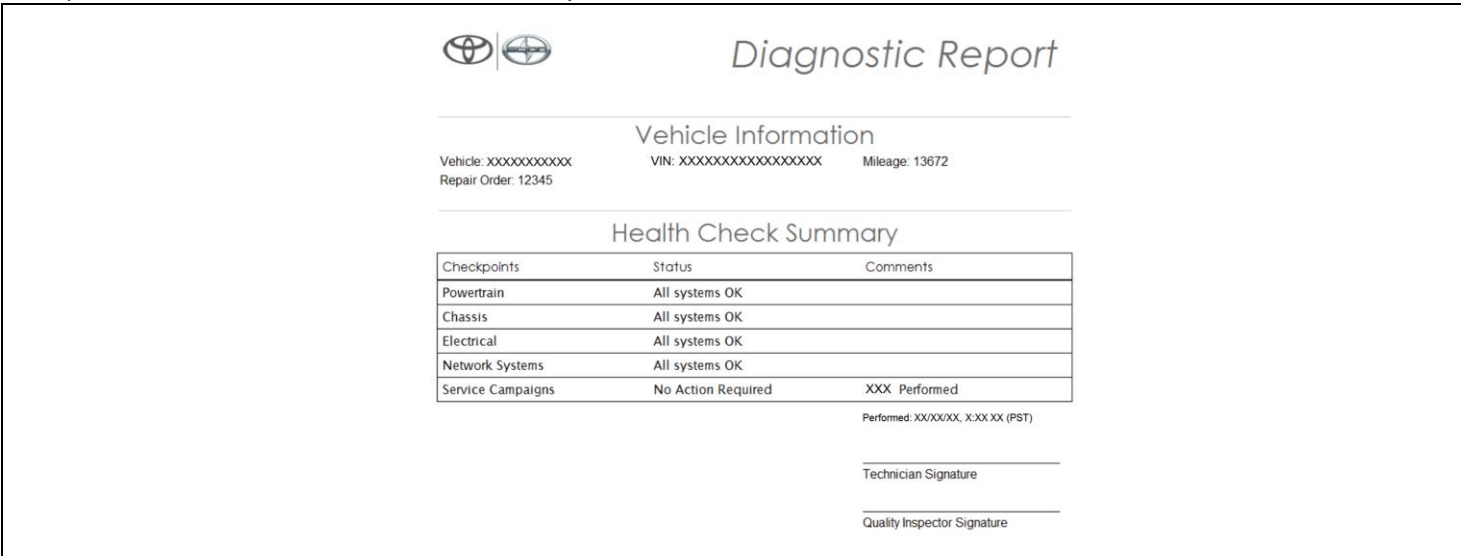 Diagnostic Report
Vehicle Information
Vehicle: XXXXXXXXXXX VIN: XXXXXXXXXXXXXXXXX Mileage: 13672
Repair Order: 12345
Health Check Summary
Checkpoints Status Comments
Powertrain All systems OK
Chassis All systems OK
Electrical All systems OK
Network Systems All systems OK
Service Campaigns No Action Required XXX Performed
Performed: XX/XX/XX, X:XX XX (PST)
Technician Signature
Quality Inspector Signature